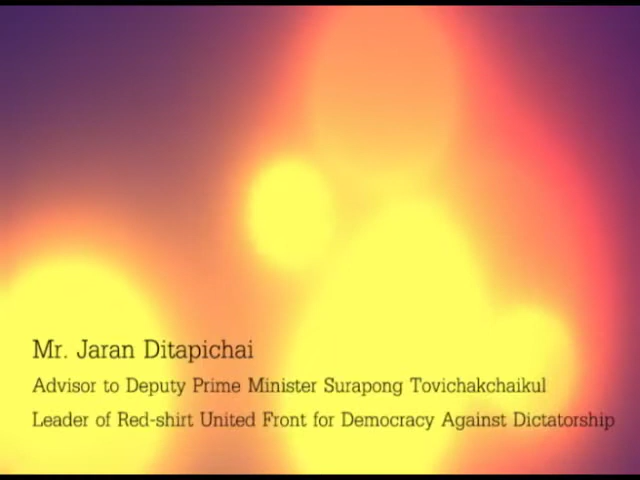 Mr. Jaran Ditapichai
Advisor to Deputy Prime Minister Surapong Tovichakchaikul
Leader of Red-shirt United Front for Democracy Against Dictatorship